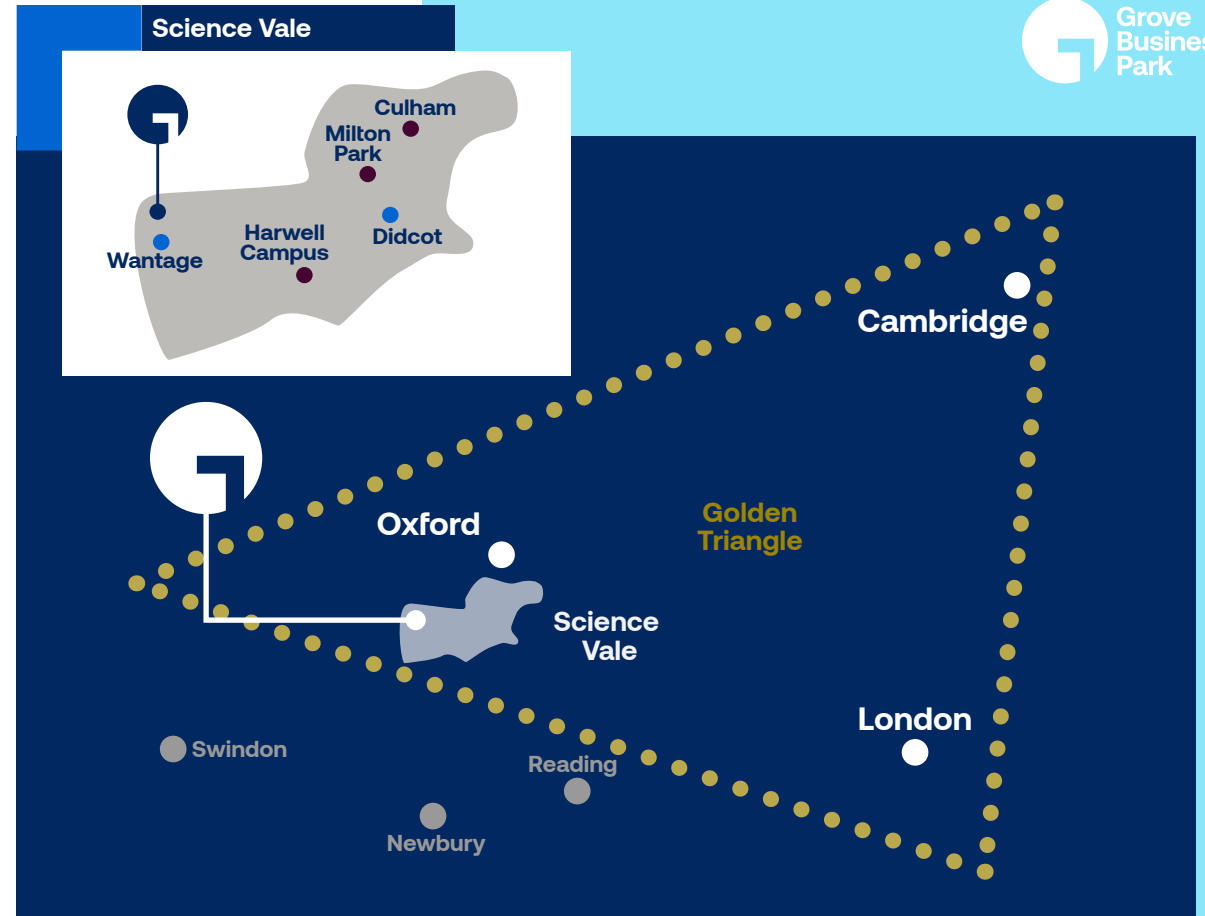 Science Vale
Grove
Busines
Park
Culham
Milton
Park
Harwell
Campus
Didcot
Wantage
Cambridge
Oxford
Golden
Triangle
Science
Vale
London
Swindon
Reading
Newbury